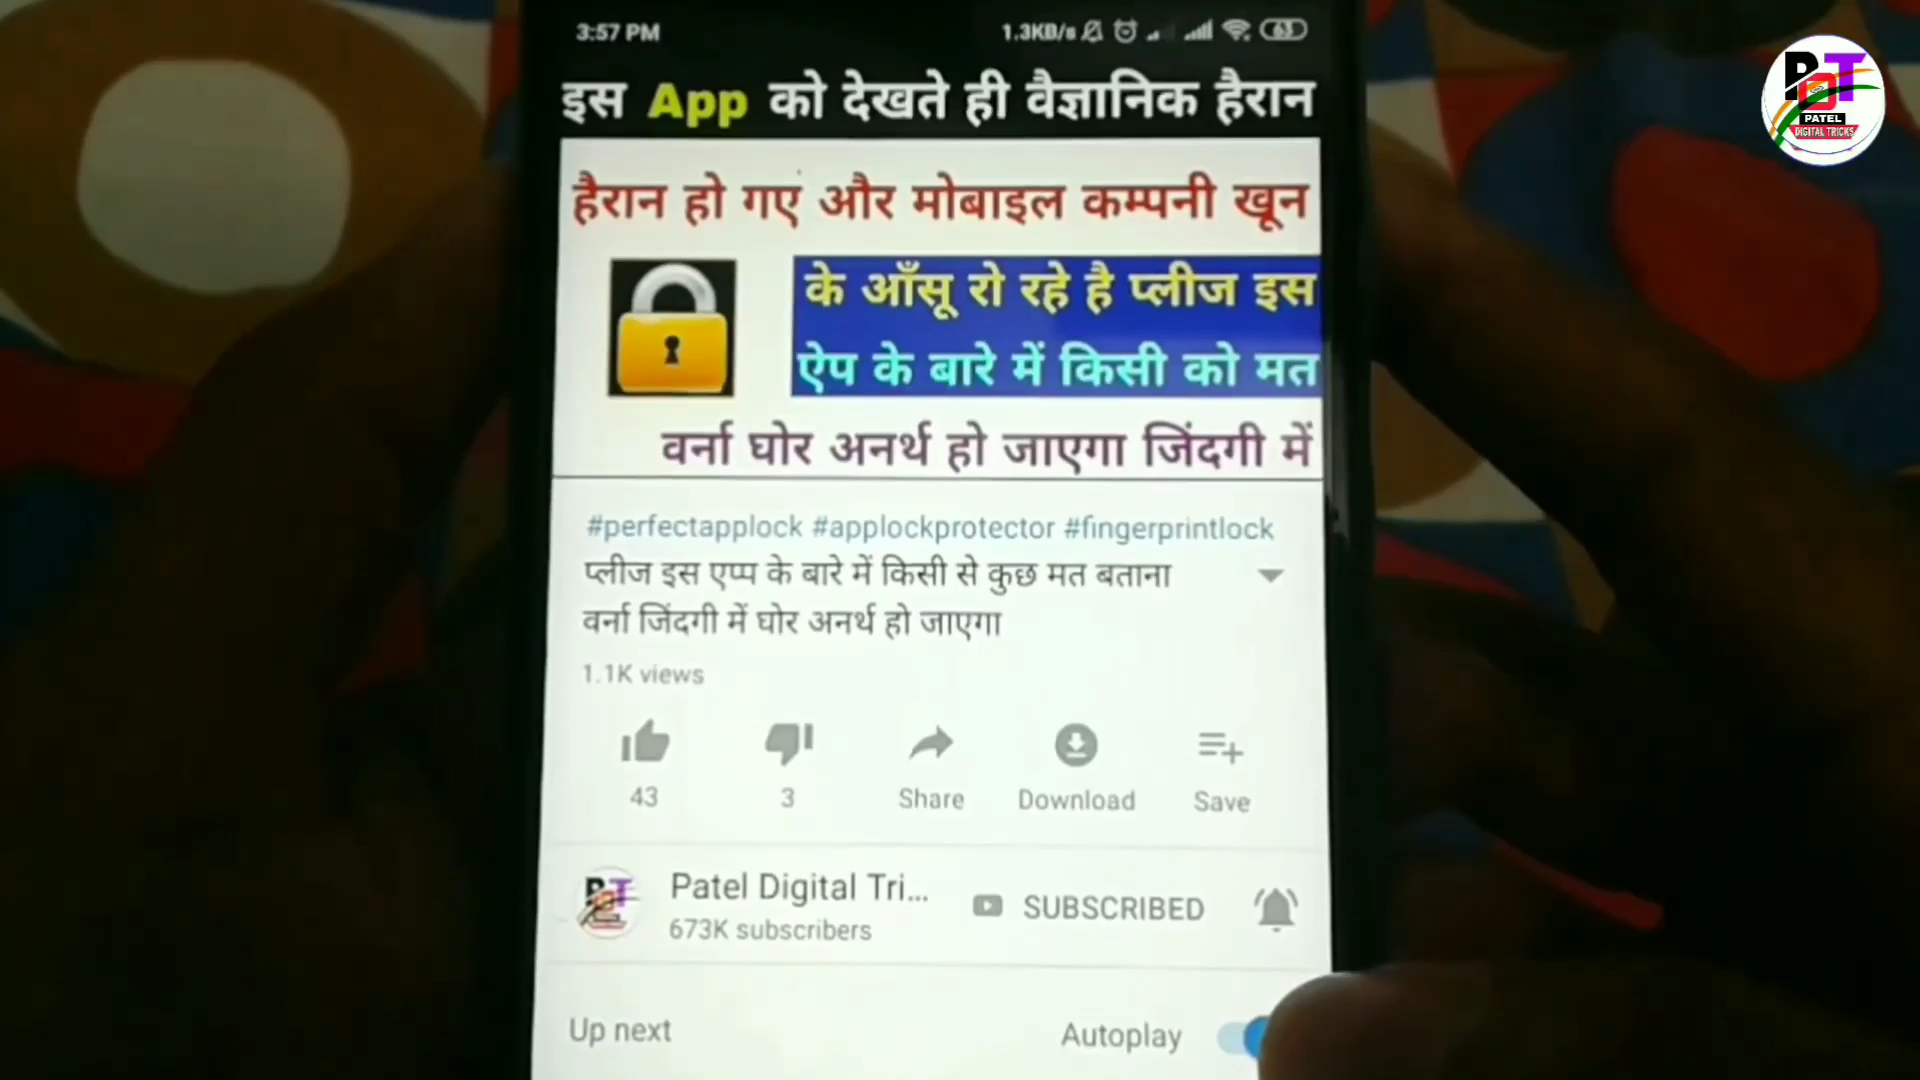 3:57 PM
1.3KB/s
63
इस App को देखते ही वैज्ञानिक हैरान
हैरान हो गए और मोबाइल कम्पनी खून
के आँसू रो रहे है प्लीज इस
ऐप के बारे में किसी को मत
वर्ना घोर अनर्थ हो जाएगा जिंदगी में
#perfectapplock #applockprotector #fingerprintlock
प्लीज इस एप्प के बारे में किसी से कुछ मत बताना
वर्ना जिंदगी में घोर अनर्थ हो जाएगा
1.1K views
43
3
Share
Download
Save
Patel Digital Tri...
SUBSCRIBED
673K subscribers
Up next
Autoplay
PDT
PATEL
DIGITAL TRICKS